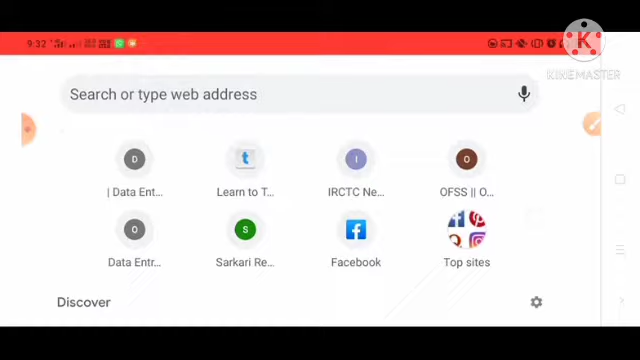 9:32
K
KINEMASTER
Search or type web address
D
t
I
O
| Data Ent...
Learn to T...
IRCTC Ne...
OFSS || O...
O
S
Data Entr...
Sarkari Re...
Facebook
Top sites
Discover